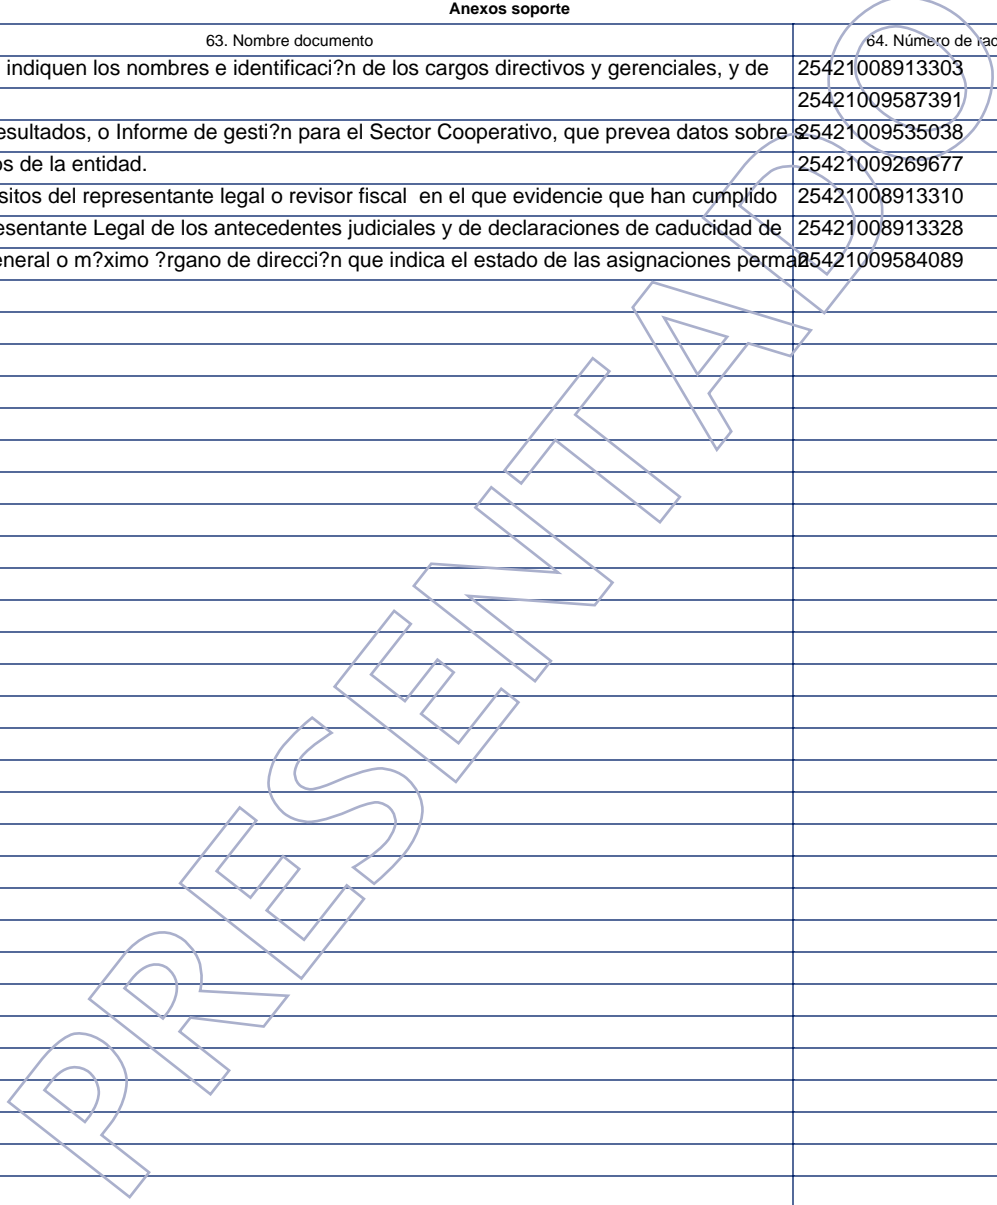 Anexos soporte
63. Nombre documento 64. Número de
indiquen los nombres e identificaci?n de los cargos directivos y gerenciales, y de 25421008913303
25421009587391
esultados, o Informe de gesti?n para el Sector Cooperativo, que prevea datos sobre 25421009535038
os de la entidad. 25421009269677
sitos del representante legal o revisor fiscal en el que evidencie que han cumplido 25421008913310
esentante Legal de los antecedentes judiciales y de declaraciones de caducidad de 25421008913328
eneral o m?ximo ?rgano de direcci?n que indica el estado de las asignaciones perman 25421009584089
PRESENTADO